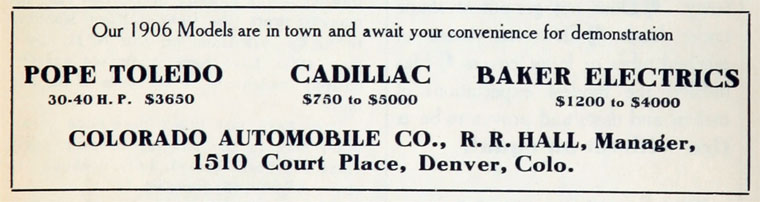 Our 1906 Models are in town and await your convenience for demonstration
POPE TOLEDO CADILLAC BAKER ELECTRICS
30-40 H. P. $3650 $750 to $5000 $1200 to $4000
COLORADO AUTOMOBILE CO., R. R. HALL, Manager,
1510 Court Place, Denver, Colo.